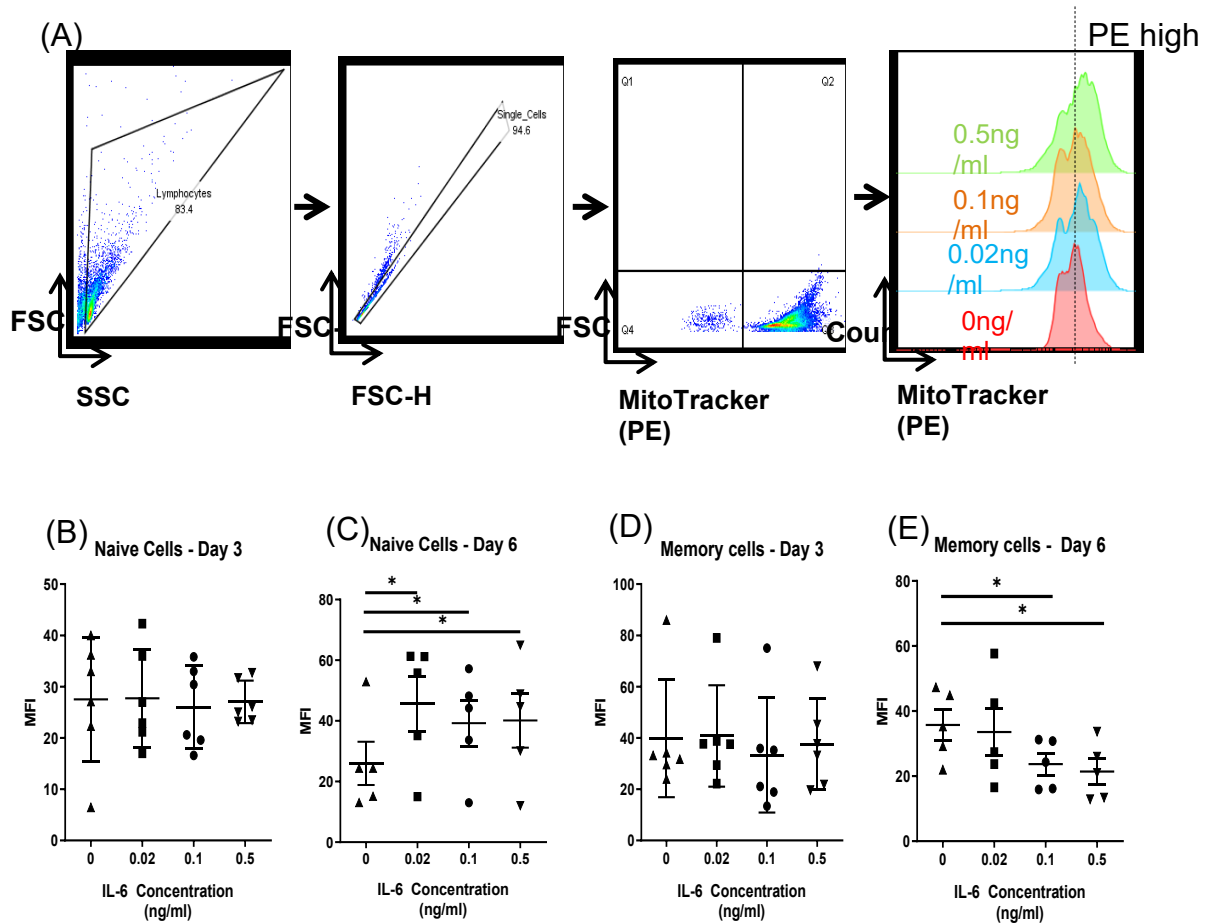 (A)
PE high
Lymphocytes
83.4
FSC
SSC
Single_Cells
94.6
FSC-
FSC-H
Q1
Q2
Q4
FSC
MitoTracker
(PE)
0.5ng
/ml
0.1ng
/ml
0.02ng
/ml
0ng/
ml
Coun
MitoTracker
(PE)
(B)
Naive Cells - Day 3
MFI
50
40
30
20
10
0
0 0.02 0.1 0.5
IL-6 Concentration
(ng/ml)
(C)
Naive Cells - Day 6
* 
*
*
MFI
80
60
40
20
0
0 0.02 0.1 0.5
IL-6 Concentration
(ng/ml)
(D)
Memory cells - Day 3
MFI
100
80
60
40
20
0
0 0.02 0.1 0.5
IL-6 Concentration
(ng/ml)
(E)
Memory cells - Day 6
*
*
MFI
80
60
40
20
0
0 0.02 0.1 0.5
IL-6 Concentration
(ng/ml)